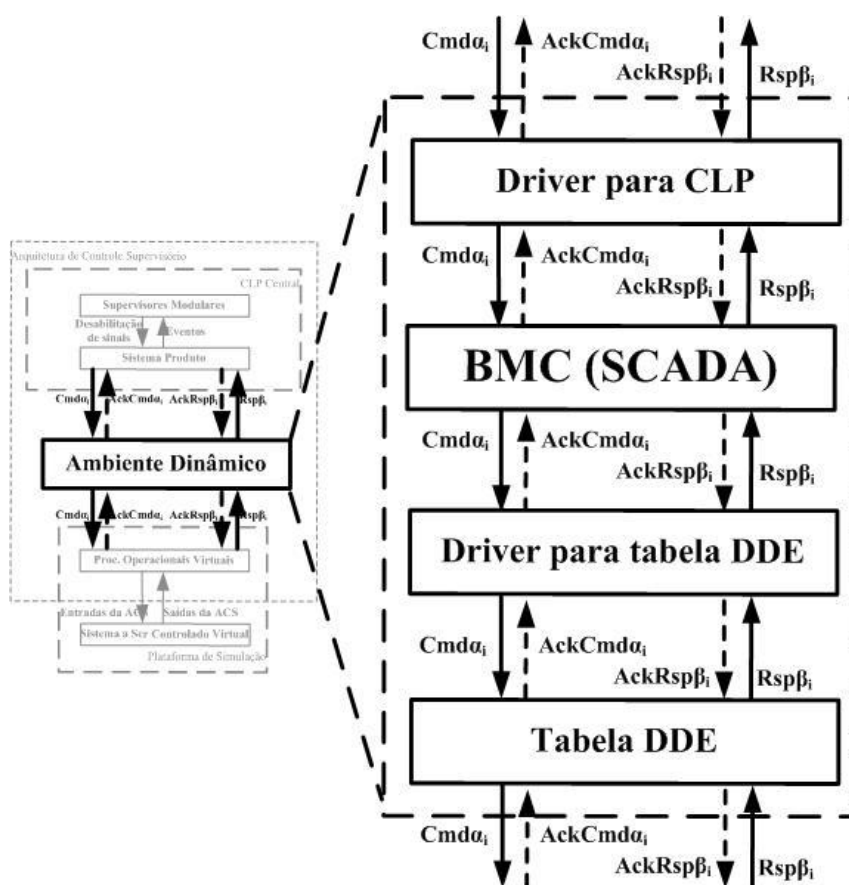 Cmdαᵢ AckCmdαᵢ
AckRspβᵢ Rspβᵢ
Driver para CLP
Cmdαᵢ AckCmdαᵢ
AckRspβᵢ Rspβᵢ
BMC (SCADA)
Cmdαᵢ AckCmdαᵢ
AckRspβᵢ Rspβᵢ
Driver para tabela DDE
Cmdαᵢ AckCmdαᵢ
AckRspβᵢ Rspβᵢ
Tabela DDE
Cmdαᵢ AckCmdαᵢ
AckRspβᵢ Rspβᵢ
Arquitetura de Controle Supervisório
CLP Central
Supervisores Modulares
Desabilitação
de sinais
Eventos
Sistema Produto
Cmdαᵢ AckCmdαᵢ AckRspβᵢ Rspβᵢ
Ambiente Dinâmico
Cmdαᵢ AckCmdαᵢ AckRspβᵢ Rspβᵢ
Proc. Operacionais Virtuais
Entradas da ACS Saídas da ACS
Sistema a Ser Controlado Virtual
Plataforma de Simulação